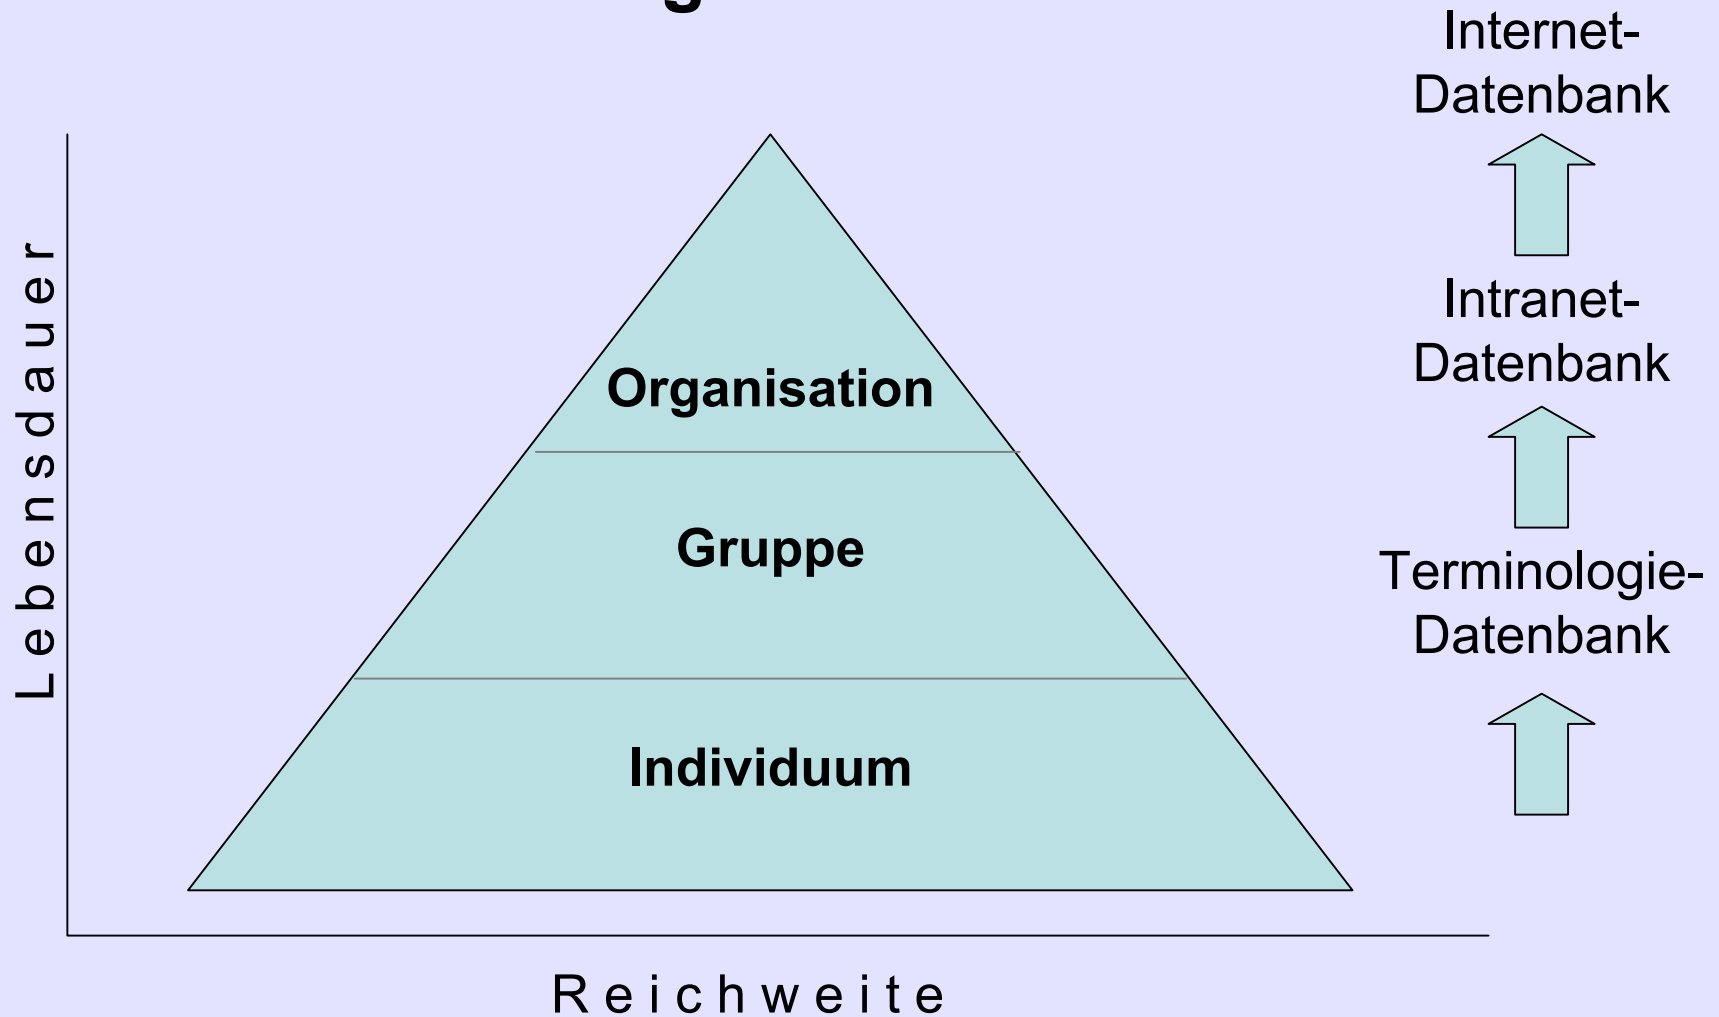 Internet-
Datenbank
Intranet-
Datenbank
Terminologie-
Datenbank
Lebensdauer
Organisation
Gruppe
Individuum
Reichweite